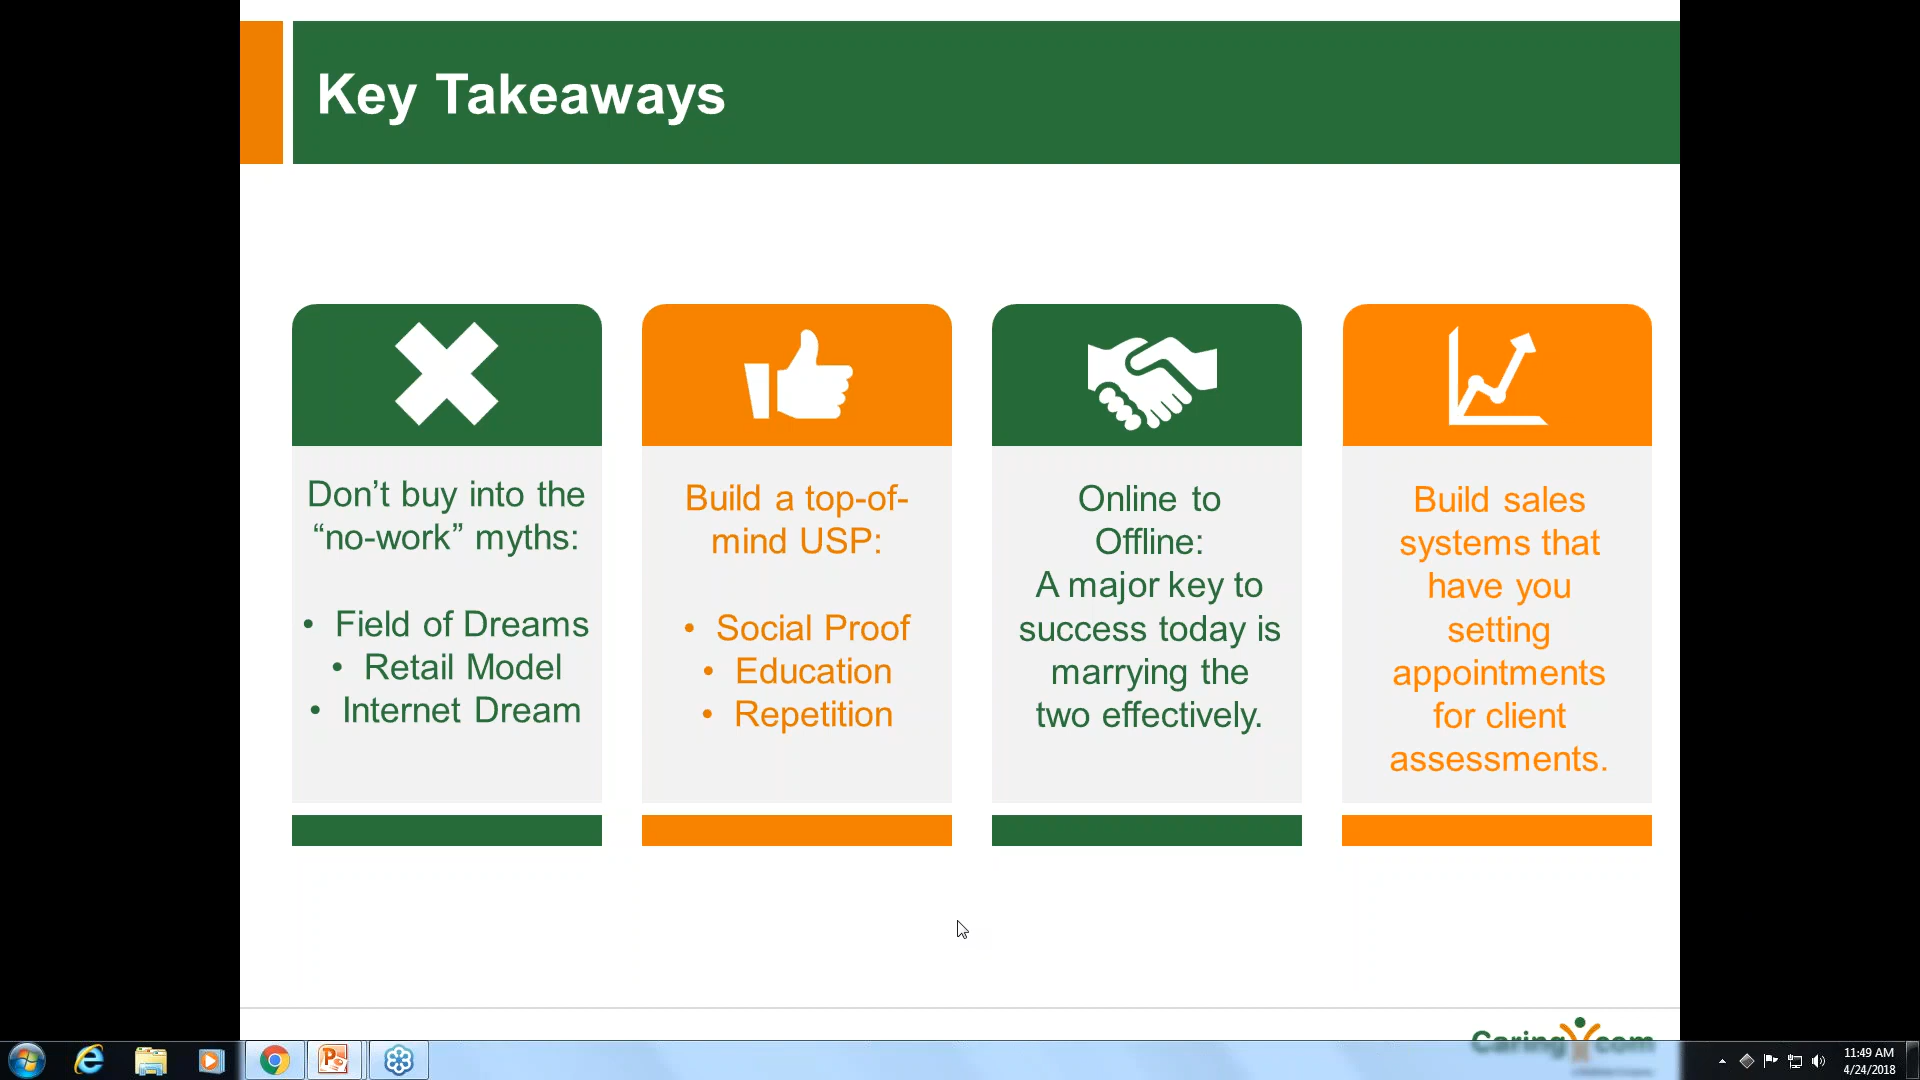 Key Takeaways
Don’t buy into the
“no-work” myths:
• Field of Dreams
• Retail Model
• Internet Dream
Build a top-of-
mind USP:
• Social Proof
• Education
• Repetition
Online to
Offline:
A major key to
success today is
marrying the
two effectively.
Build sales
systems that
have you
setting
appointments
for client
assessments.
Caring.com
11:49 AM
4/24/2018